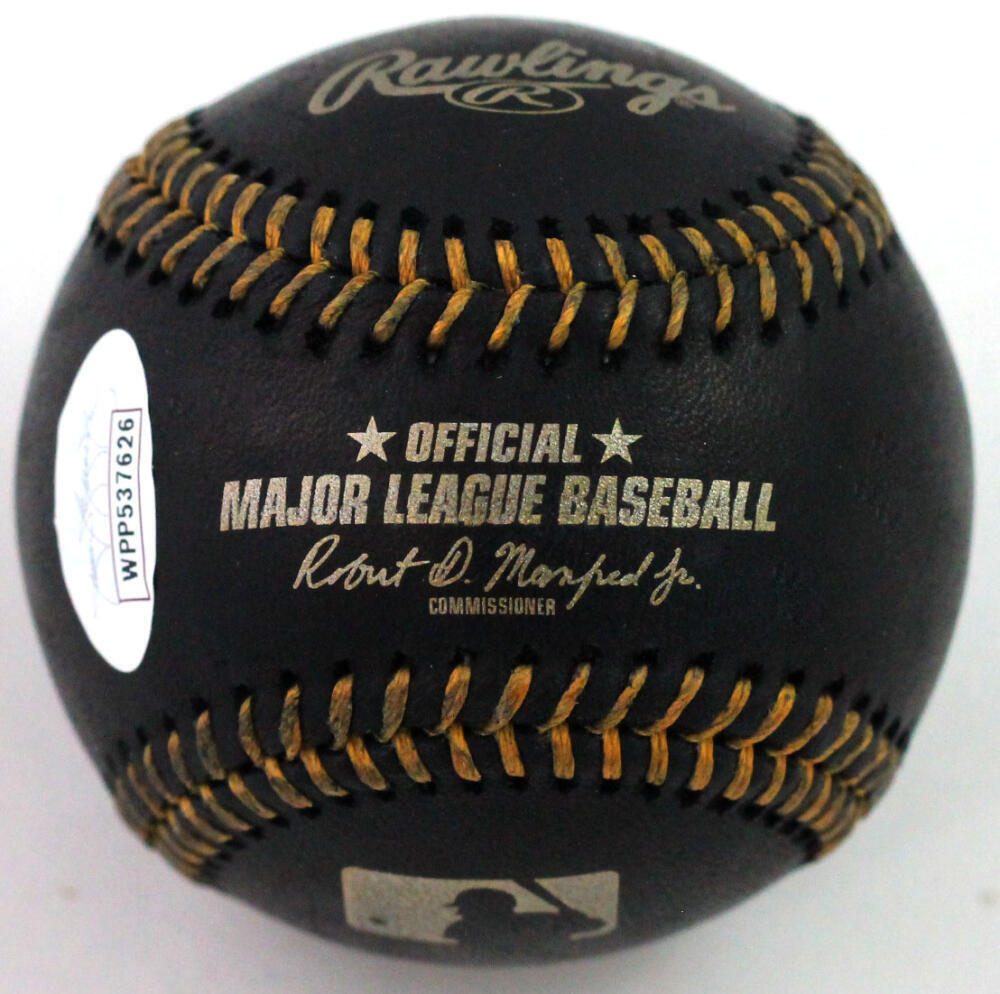 Rawlings
R
OFFICIAL
MAJOR LEAGUE BASEBALL
Robert D. Manfred Jr.
COMMISSIONER
WPP537626